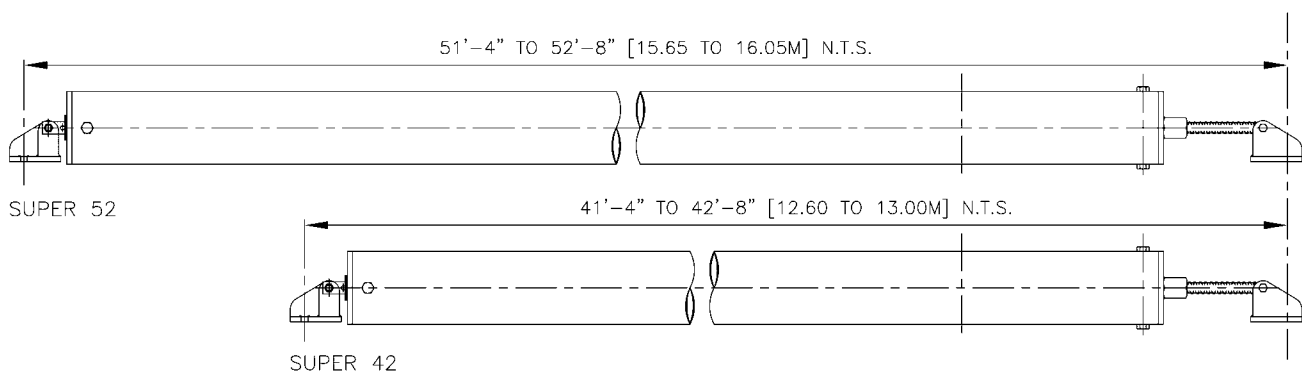 51'-4" TO 52'-8" [15.65 TO 16.05M] N.T.S.
SUPER 52
41'-4" TO 42'-8" [12.60 TO 13.00M] N.T.S.
SUPER 42